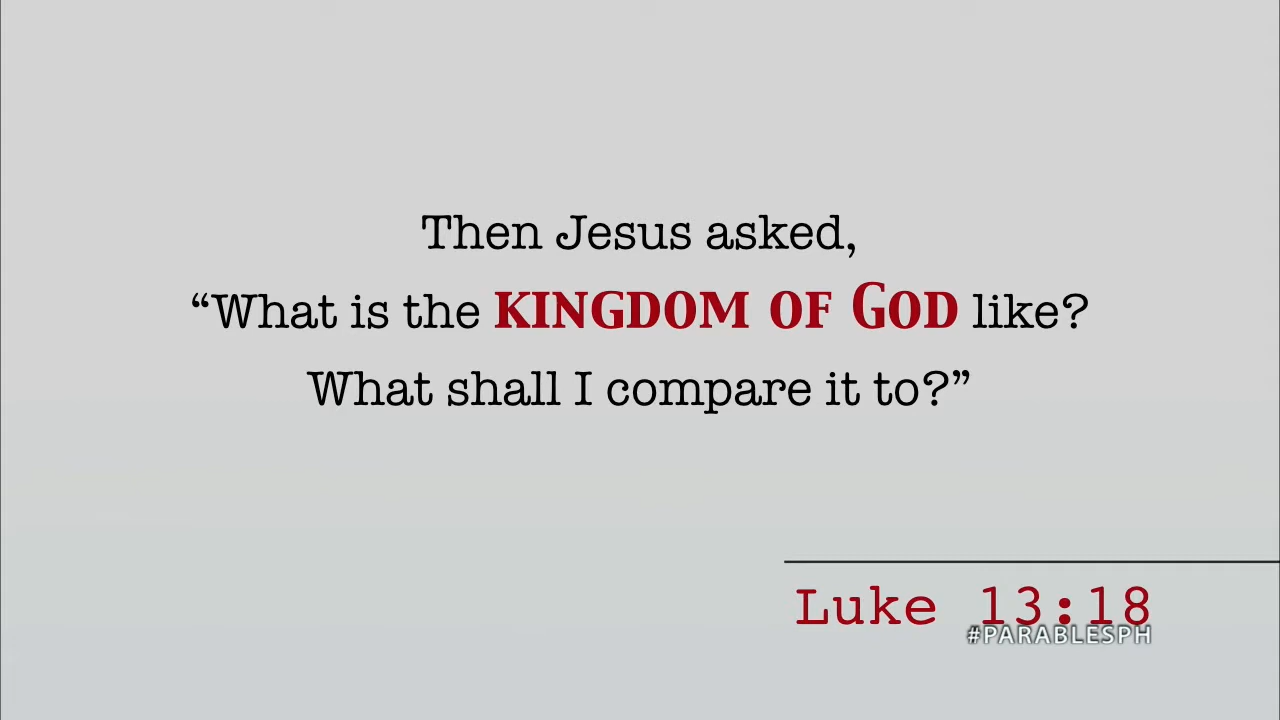 Then Jesus asked,
“What is the KINGDOM OF GOD like?
What shall I compare it to?”
Luke 13:18
#PARABLESPH